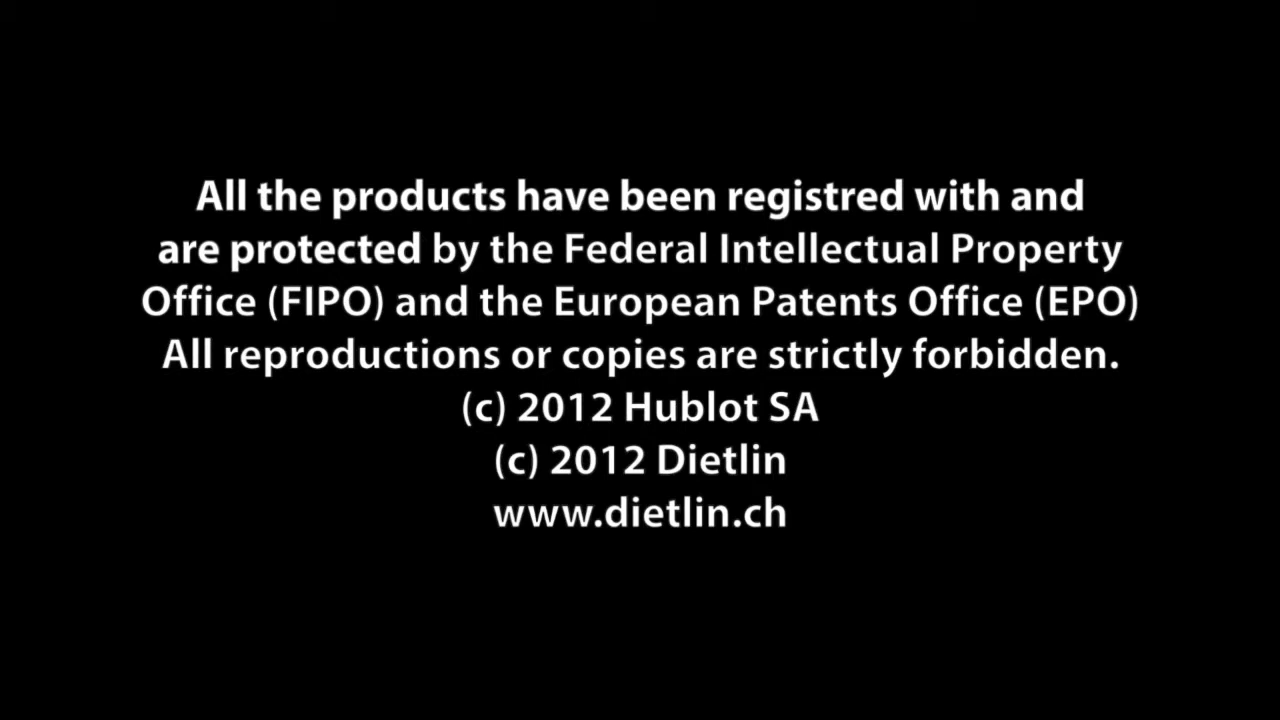 All the products have been registred with and
are protected by the Federal Intellectual Property
Office (FIPO) and the European Patents Office (EPO)
All reproductions or copies are strictly forbidden.
(c) 2012 Hublot SA
(c) 2012 Dietlin
www.dietlin.ch